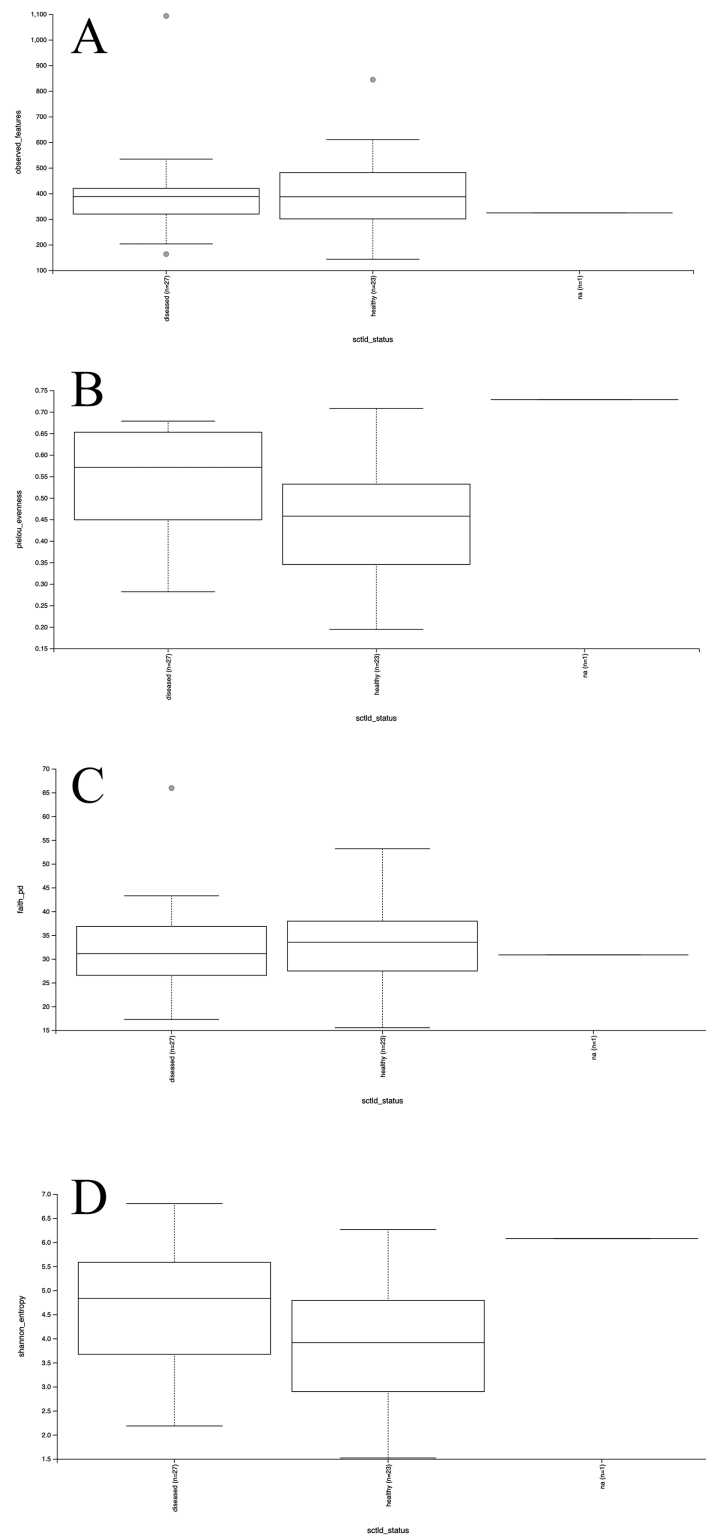 A
1,100
1,000
900
800
700
600
500
400
300
200
100
observed_features
diseased (n=27)
healthy (n=23)
na (n=1)
sctld_status
B
0.75
0.70
0.65
0.60
0.55
0.50
0.45
0.40
0.35
0.30
0.25
0.20
0.15
pielou_evenness
diseased (n=27)
healthy (n=23)
na (n=1)
sctld_status
C
70
65
60
55
50
45
40
35
30
25
20
15
faith_pd
diseased (n=27)
healthy (n=23)
na (n=1)
sctld_status
D
7.0
6.5
6.0
5.5
5.0
4.5
4.0
3.5
3.0
2.5
2.0
1.5
shannon_entropy
diseased (n=27)
healthy (n=23)
na (n=1)
sctld_status